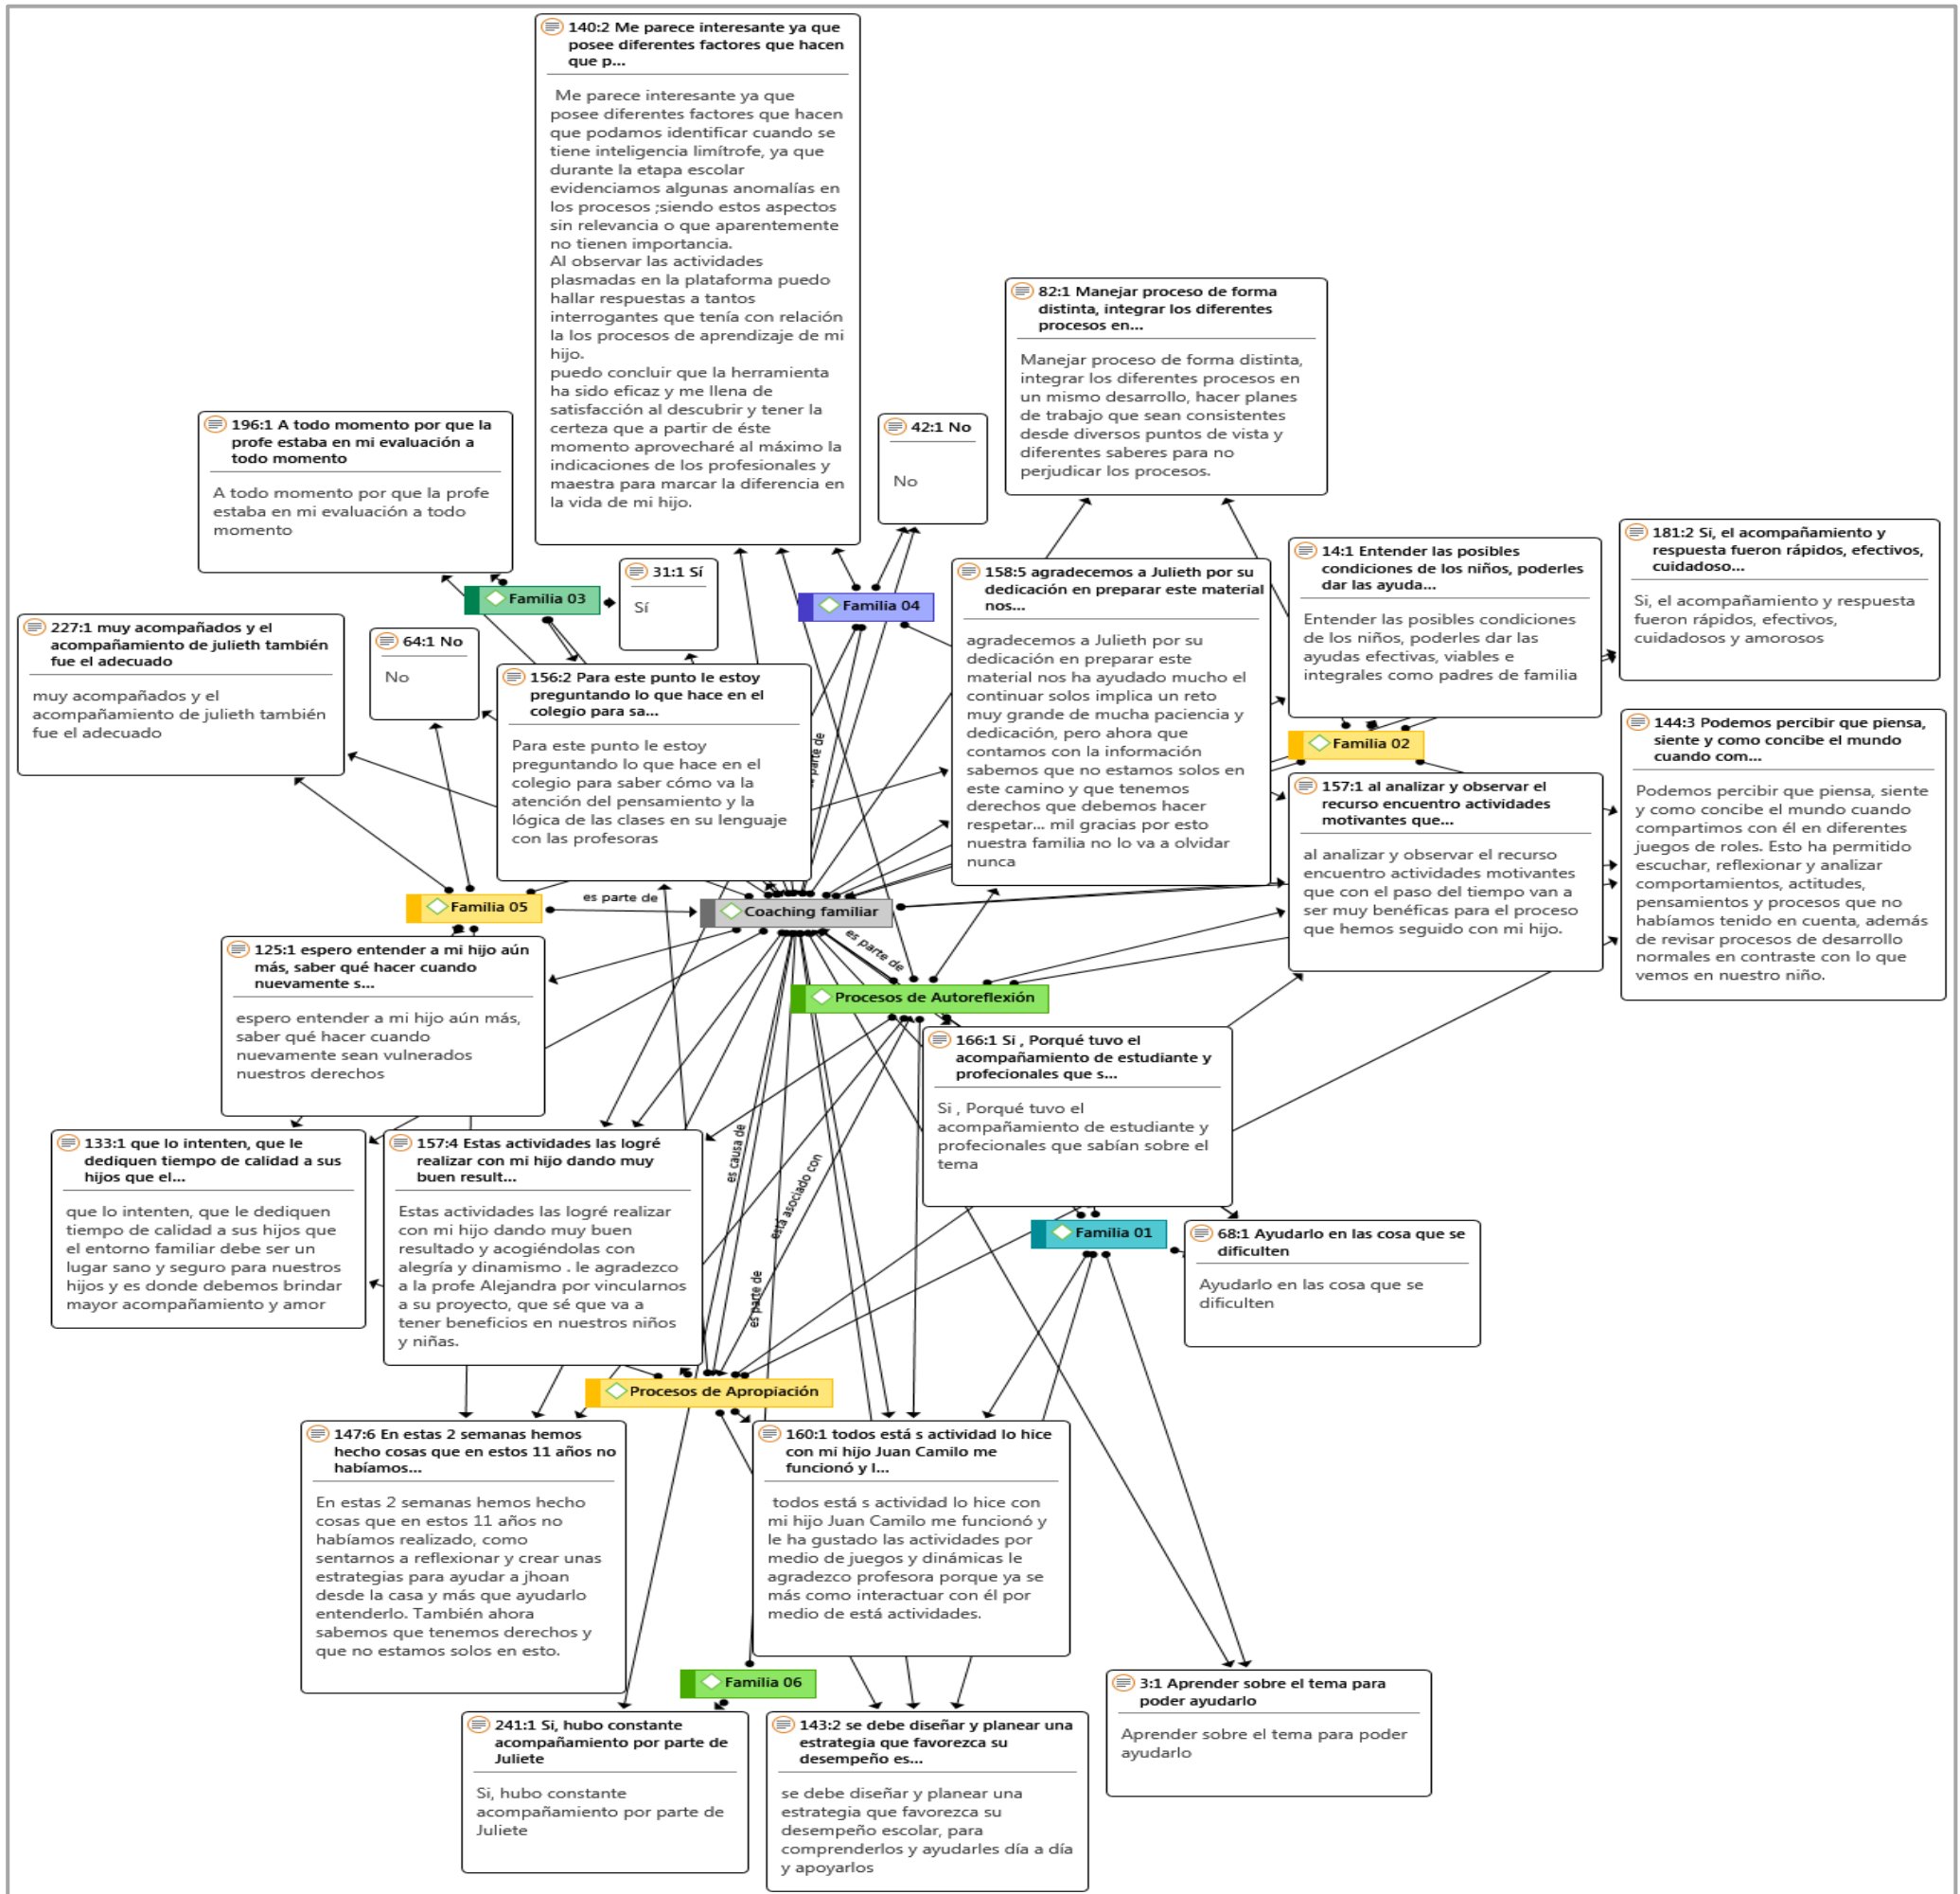 140:2 Me parece interesante ya que
posee diferentes factores que hacen
que p...
Me parece interesante ya que
posee diferentes factores que hacen
que podamos identificar cuando se
tiene inteligencia limítrofe, ya que
durante la etapa escolar
evidenciamos algunas anomalías en
los procesos ;siendo estos aspectos
sin relevancia o que aparentemente
no tienen importancia.
Al observar las actividades
plasmadas en la plataforma puedo
hallar respuestas a tantos
interrogantes que tenía con relación
la los procesos de aprendizaje de mi
hijo.
puedo concluir que la herramienta
ha sido eficaz y me llena de
satisfacción al descubrir y tener la
certeza que a partir de éste
momento aprovecharé al máximo la
indicaciones de los profesionales y
maestra para marcar la diferencia en
la vida de mi hijo.
82:1 Manejar proceso de forma
distinta, integrar los diferentes
procesos en...
Manejar proceso de forma distinta,
integrar los diferentes procesos en
un mismo desarrollo, hacer planes
de trabajo que sean consistentes
desde diversos puntos de vista y
diferentes saberes para no
perjudicar los procesos.
196:1 A todo momento por que la
profe estaba en mi evaluación a
todo momento
A todo momento por que la profe
estaba en mi evaluación a todo
momento
42:1 No
No
14:1 Entender las posibles
condiciones de los niños, poderles
dar las ayuda...
Entender las posibles condiciones
de los niños, poderles dar las
ayudas efectivas, viables e
integrales como padres de familia
181:2 Si, el acompañamiento y
respuesta fueron rápidos, efectivos,
cuidadoso...
Si, el acompañamiento y respuesta
fueron rápidos, efectivos,
cuidadosos y amorosos
31:1 Sí
Sí
Familia 03
Familia 04
158:5 agradecemos a Julieth por su
dedicación en preparar este material
nos...
agradecemos a Julieth por su
dedicación en preparar este
material nos ha ayudado mucho el
continuar solos implica un reto
muy grande de mucha paciencia y
dedicación, pero ahora que
contamos con la información
sabemos que no estamos solos en
este camino y que tenemos
derechos que debemos hacer
respetar... mil gracias por esto
nuestra familia no lo va a olvidar
nunca
227:1 muy acompañados y el
acompañamiento de julieth también
fue el adecuado
muy acompañados y el
acompañamiento de julieth también
fue el adecuado
64:1 No
No
156:2 Para este punto le estoy
preguntando lo que hace en el
colegio para sa...
Para este punto le estoy
preguntando lo que hace en el
colegio para saber cómo va la
atención del pensamiento y la
lógica de las clases en su lenguaje
con las profesoras
parte de
Familia 02
144:3 Podemos percibir que piensa,
siente y como concibe el mundo
cuando com...
Podemos percibir que piensa, siente
y como concibe el mundo cuando
compartimos con él en diferentes
juegos de roles. Esto ha permitido
escuchar, reflexionar y analizar
comportamientos, actitudes,
pensamientos y procesos que no
habíamos tenido en cuenta, además
de revisar procesos de desarrollo
normales en contraste con lo que
vemos en nuestro niño.
157:1 al analizar y observar el
recurso encuentro actividades
motivantes que...
al analizar y observar el recurso
encuentro actividades motivantes
que con el paso del tiempo van a
ser muy benéficas para el proceso
que hemos seguido con mi hijo.
Familia 05
es parte de
Coaching familiar
es parte de
125:1 espero entender a mi hijo aún
más, saber qué hacer cuando
nuevamente s...
espero entender a mi hijo aún más,
saber qué hacer cuando
nuevamente sean vulnerados
nuestros derechos
Procesos de Autoreflexión
166:1 Si , Porqué tuvo el
acompañamiento de estudiante y
profecionales que s...
Si , Porqué tuvo el
acompañamiento de estudiante y
profecionales que sabían sobre el
tema
133:1 que lo intenten, que le
dediquen tiempo de calidad a sus
hijos que el...
que lo intenten, que le dediquen
tiempo de calidad a sus hijos que
el entorno familiar debe ser un
lugar sano y seguro para nuestros
hijos y es donde debemos brindar
mayor acompañamiento y amor
157:4 Estas actividades las logré
realizar con mi hijo dando muy
buen result...
Estas actividades las logré realizar
con mi hijo dando muy buen
resultado y acogiéndolas con
alegría y dinamismo . le agradezco
a la profe Alejandra por vincularnos
a su proyecto, que sé que va a
tener beneficios en nuestros niños
y niñas.
es causa de
está asociado con
es parte de
Familia 01
68:1 Ayudarlo en las cosa que se
dificulten
Ayudarlo en las cosa que se
dificulten
Procesos de Apropiación
147:6 En estas 2 semanas hemos
hecho cosas que en estos 11 años no
habíamos...
En estas 2 semanas hemos hecho
cosas que en estos 11 años no
habíamos realizado, como
sentarnos a reflexionar y crear unas
estrategias para ayudar a jhoan
desde la casa y más que ayudarlo
entenderlo. También ahora
sabemos que tenemos derechos y
que no estamos solos en esto.
160:1 todos está s actividad lo hice
con mi hijo Juan Camilo me
funcionó y l...
todos está s actividad lo hice con
mi hijo Juan Camilo me funcionó y
le ha gustado las actividades por
medio de juegos y dinámicas le
agradezco profesora porque ya se
más como interactuar con él por
medio de está actividades.
Familia 06
3:1 Aprender sobre el tema para
poder ayudarlo
Aprender sobre el tema para poder
ayudarlo
241:1 Si, hubo constante
acompañamiento por parte de
Juliete
Si, hubo constante
acompañamiento por parte de
Juliete
143:2 se debe diseñar y planear una
estrategia que favorezca su
desempeño es...
se debe diseñar y planear una
estrategia que favorezca su
desempeño escolar, para
comprenderlos y ayudarles día a día
y apoyarlos